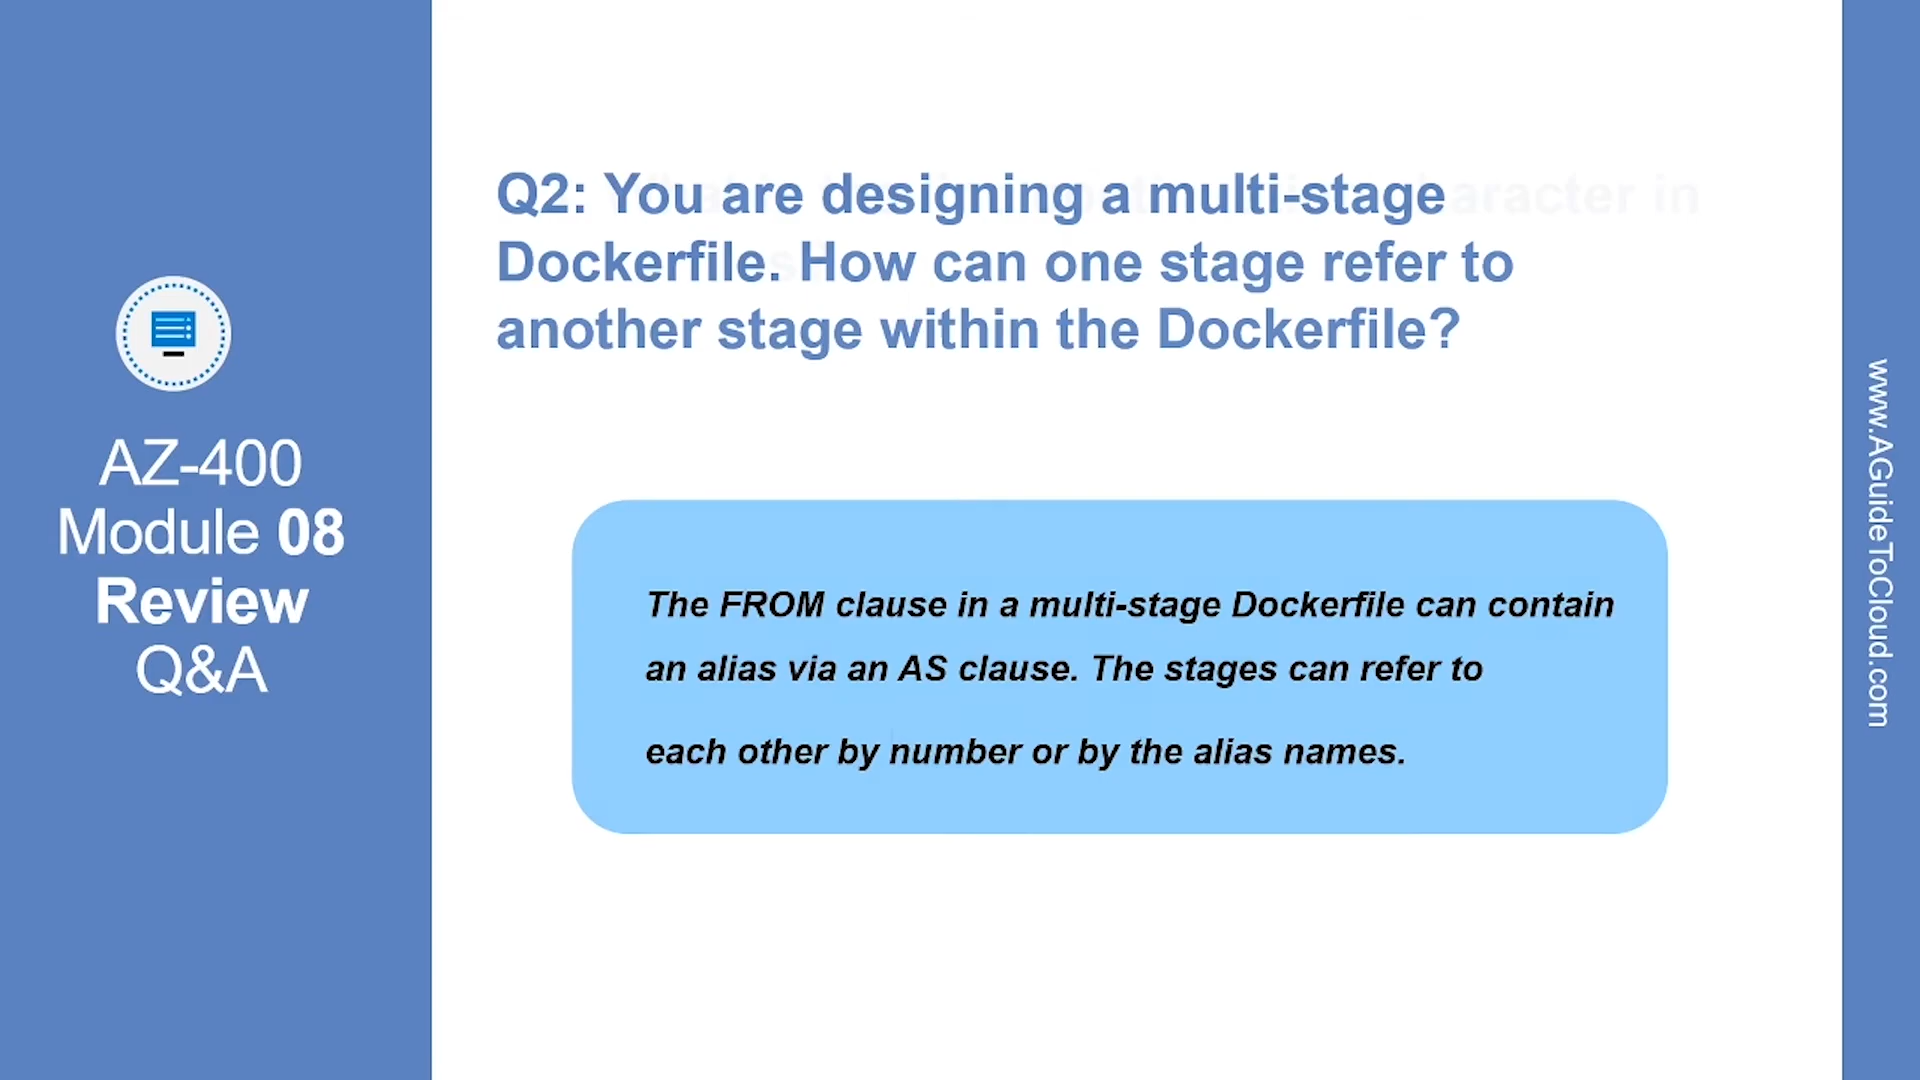 AZ-400
Module 08
Review
Q&A
Q2: You are designing a multi-stage
Dockerfile. How can one stage refer to
another stage within the Dockerfile?
The FROM clause in a multi-stage Dockerfile can contain
an alias via an AS clause. The stages can refer to
each other by number or by the alias names.
www.AGuideToCloud.com